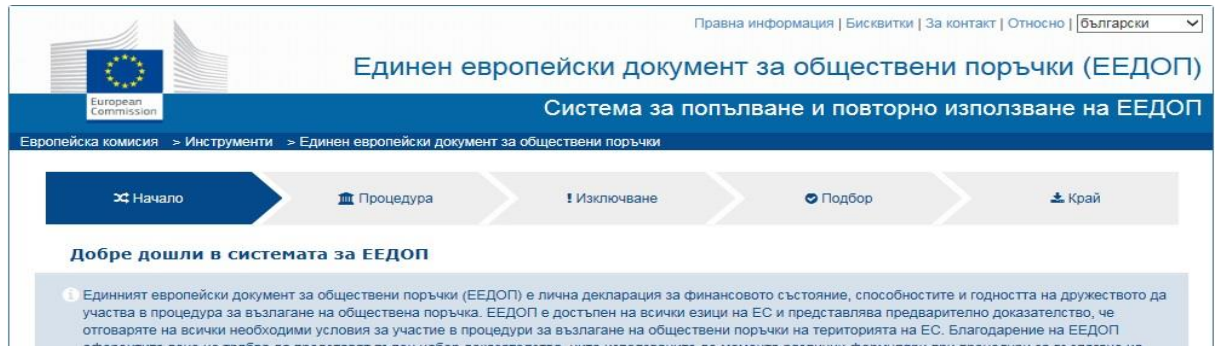 Правна информация | Бисквитки | За контакт | Относно | български
Единен европейски документ за обществени поръчки (ЕЕДОП)
European
Commission
Система за попълване и повторно използване на ЕЕДОП
Европейска комисия > Инструменти > Единен европейски документ за обществени поръчки
Начало Процедура Изключване Подбор Край
Добре дошли в системата за ЕЕДОП
Единният европейски документ за обществени поръчки (ЕЕДОП) е лична декларация за финансовото състояние, способностите и годността на дружеството да
участва в процедура за възлагане на обществена поръчка. ЕЕДОП е достъпен на всички езици на ЕС и представлява предварително доказателство, че
отговаряте на всички необходими условия за участие в процедури за възлагане на обществени поръчки на територията на ЕС. Благодарение на ЕЕДОП